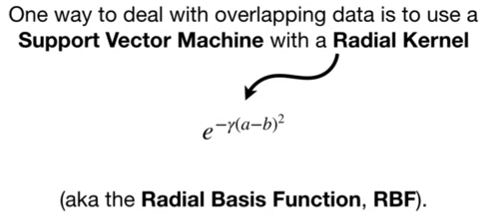 One way to deal with overlapping data is to use a
Support Vector Machine with a Radial Kernel
e^{-γ(a-b)^2}
(aka the Radial Basis Function, RBF).